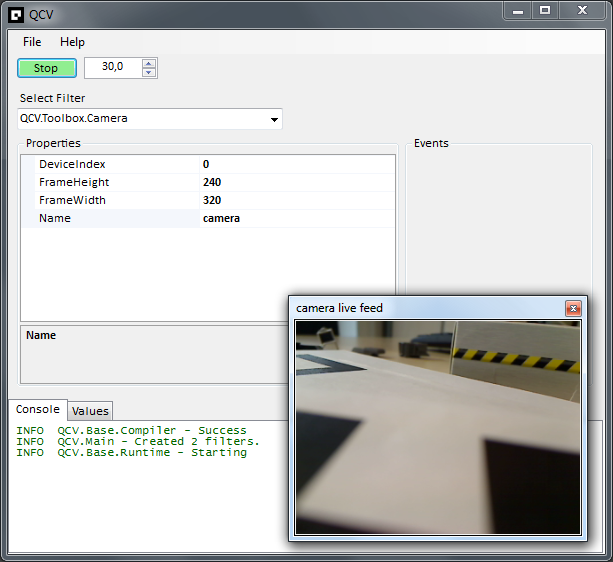 QCV
File Help
Stop 30,0
Select Filter
QCV.Toolbox.Camera
Properties Events
DeviceIndex 0
FrameHeight 240
FrameWidth 320
Name camera
camera live feed
Name
Console Values
INFO QCV.Base.Compiler - Success
INFO QCV.Main - Created 2 filters.
INFO QCV.Base.Runtime - Starting